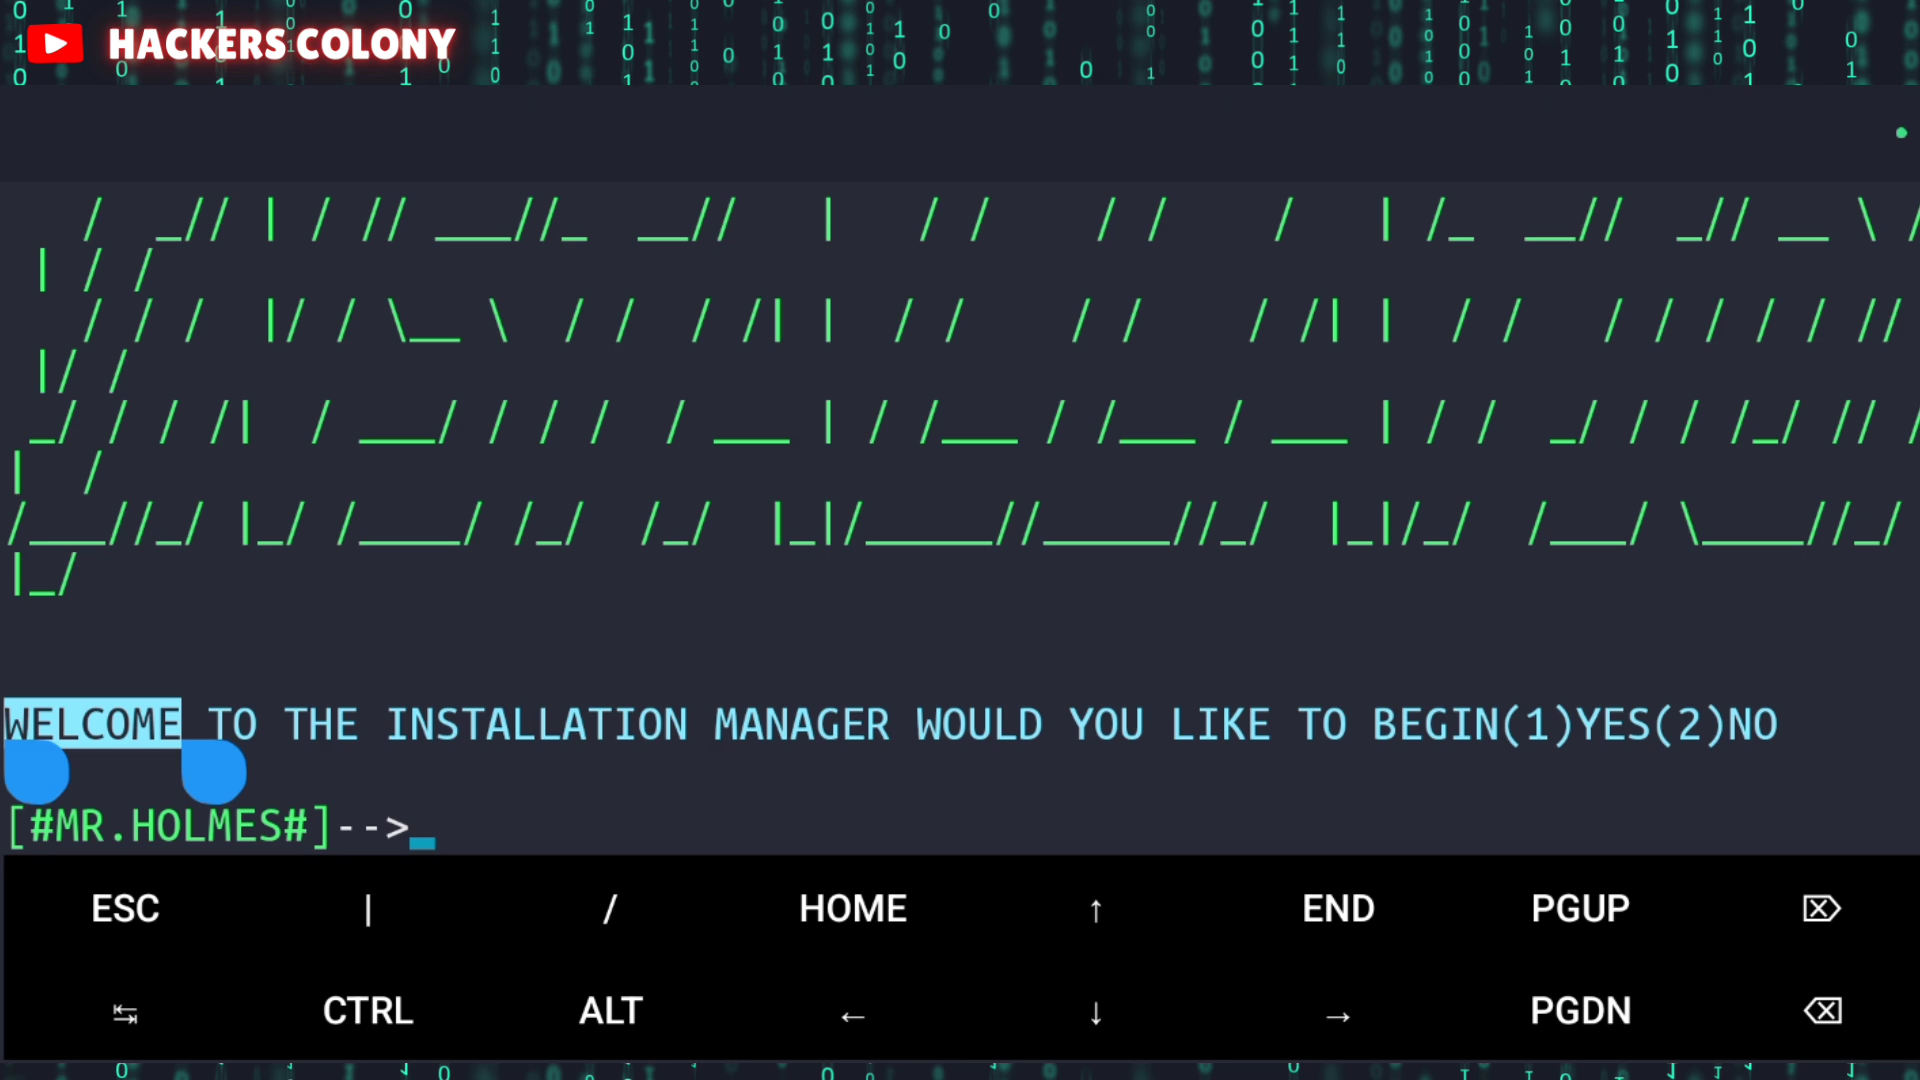 HACKERS COLONY
WELCOME TO THE INSTALLATION MANAGER WOULD YOU LIKE TO BEGIN(1)YES(2)NO
[#MR.HOLMES#]-->
ESC | / HOME ↑ END PGUP ⌦
↹ CTRL ALT ← ↓ → PGDN ⌫